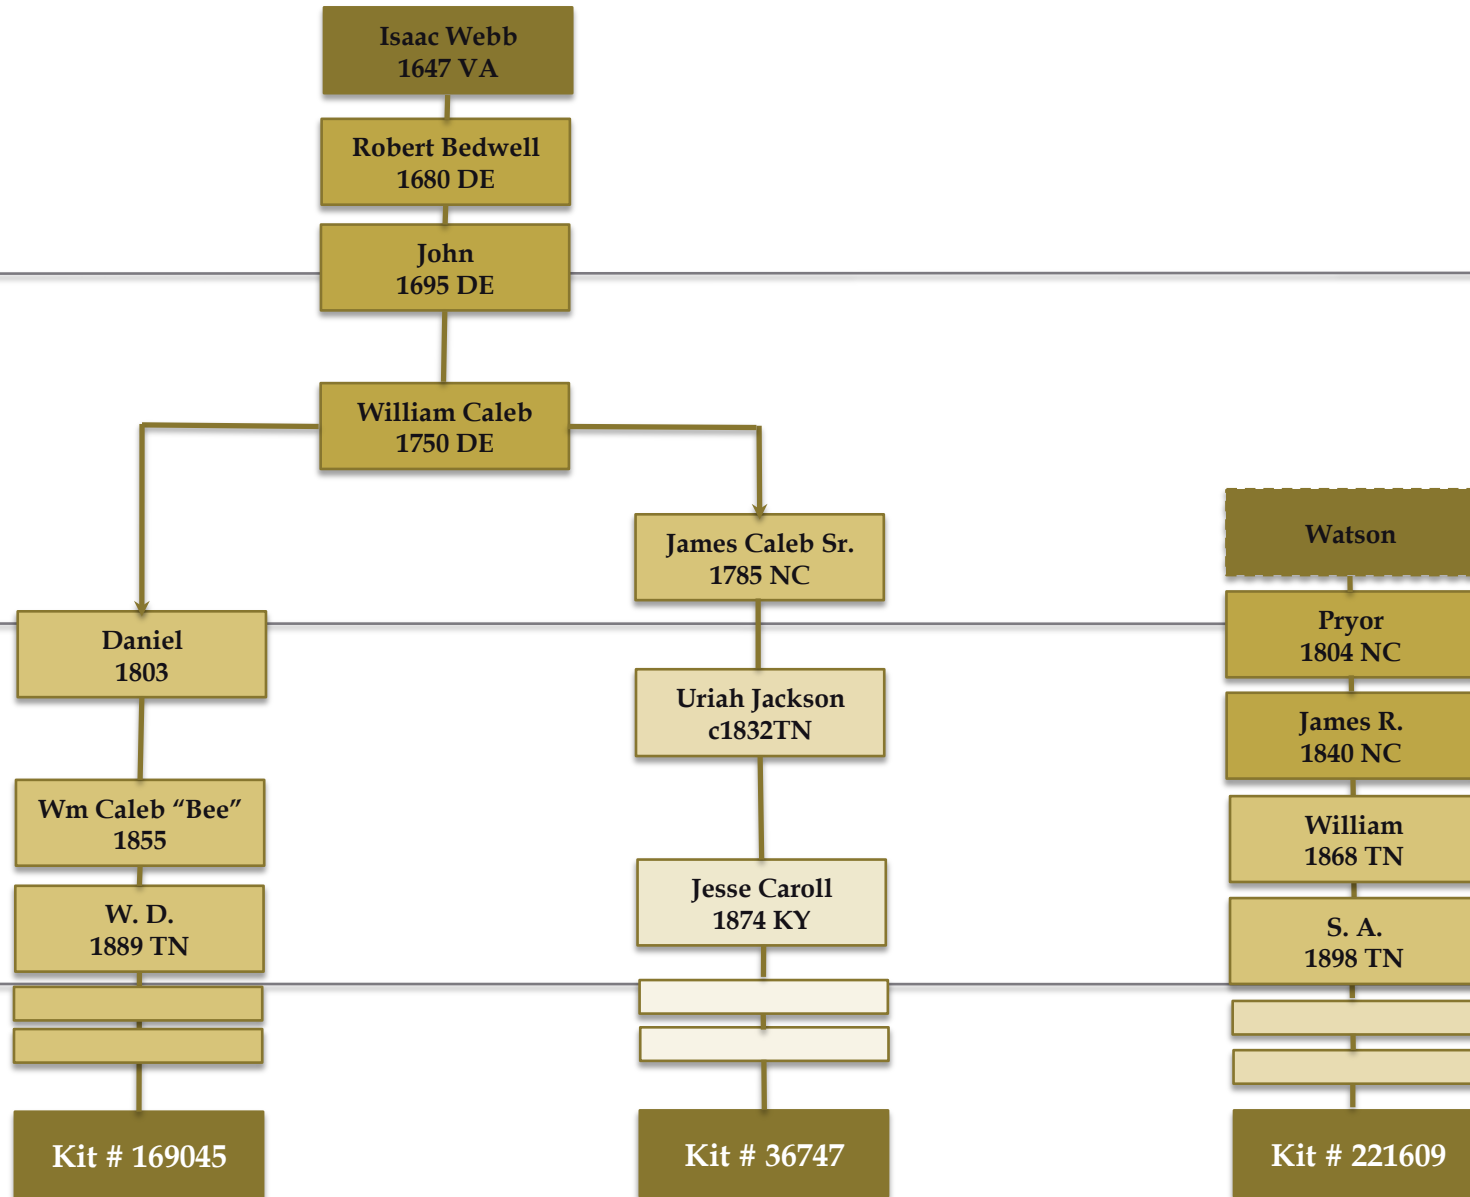 Isaac Webb
1647 VA
Robert Bedwell
1680 DE
John
1695 DE
William Caleb
1750 DE
Daniel
1803
Wm Caleb “Bee”
1855
W. D.
1889 TN
Kit # 169045
James Caleb Sr.
1785 NC
Uriah Jackson
c1832TN
Jesse Caroll
1874 KY
Kit # 36747
Watson
Pryor
1804 NC
James R.
1840 NC
William
1868 TN
S. A.
1898 TN
Kit # 221609